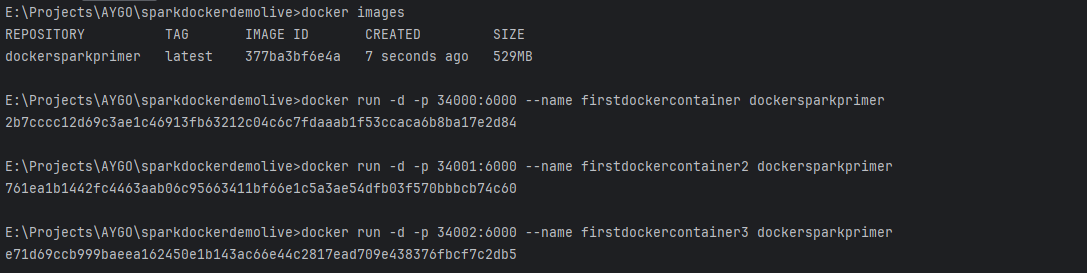 E:\Projects\AYGO\sparkdockerdemolive>docker images
REPOSITORY          TAG       IMAGE ID       CREATED         SIZE
dockersparkprimer   latest    377ba3bf6e4a   7 seconds ago   529MB
E:\Projects\AYGO\sparkdockerdemolive>docker run -d -p 34000:6000 --name firstdockercontainer dockersparkprimer
2b7cccc12d69c3ae1c46913fb63212c04c6c7fdaaab1f53ccaca6b8ba17e2d84
E:\Projects\AYGO\sparkdockerdemolive>docker run -d -p 34001:6000 --name firstdockercontainer2 dockersparkprimer
761ea1b1442fc4463aab06c95663411bf66e1c5a3ae54dfb03f570bbbcb74c60
E:\Projects\AYGO\sparkdockerdemolive>docker run -d -p 34002:6000 --name firstdockercontainer3 dockersparkprimer
e71d69ccb999baeea162450e1b143ac66e44c2817ead709e438376fbcf7c2db5